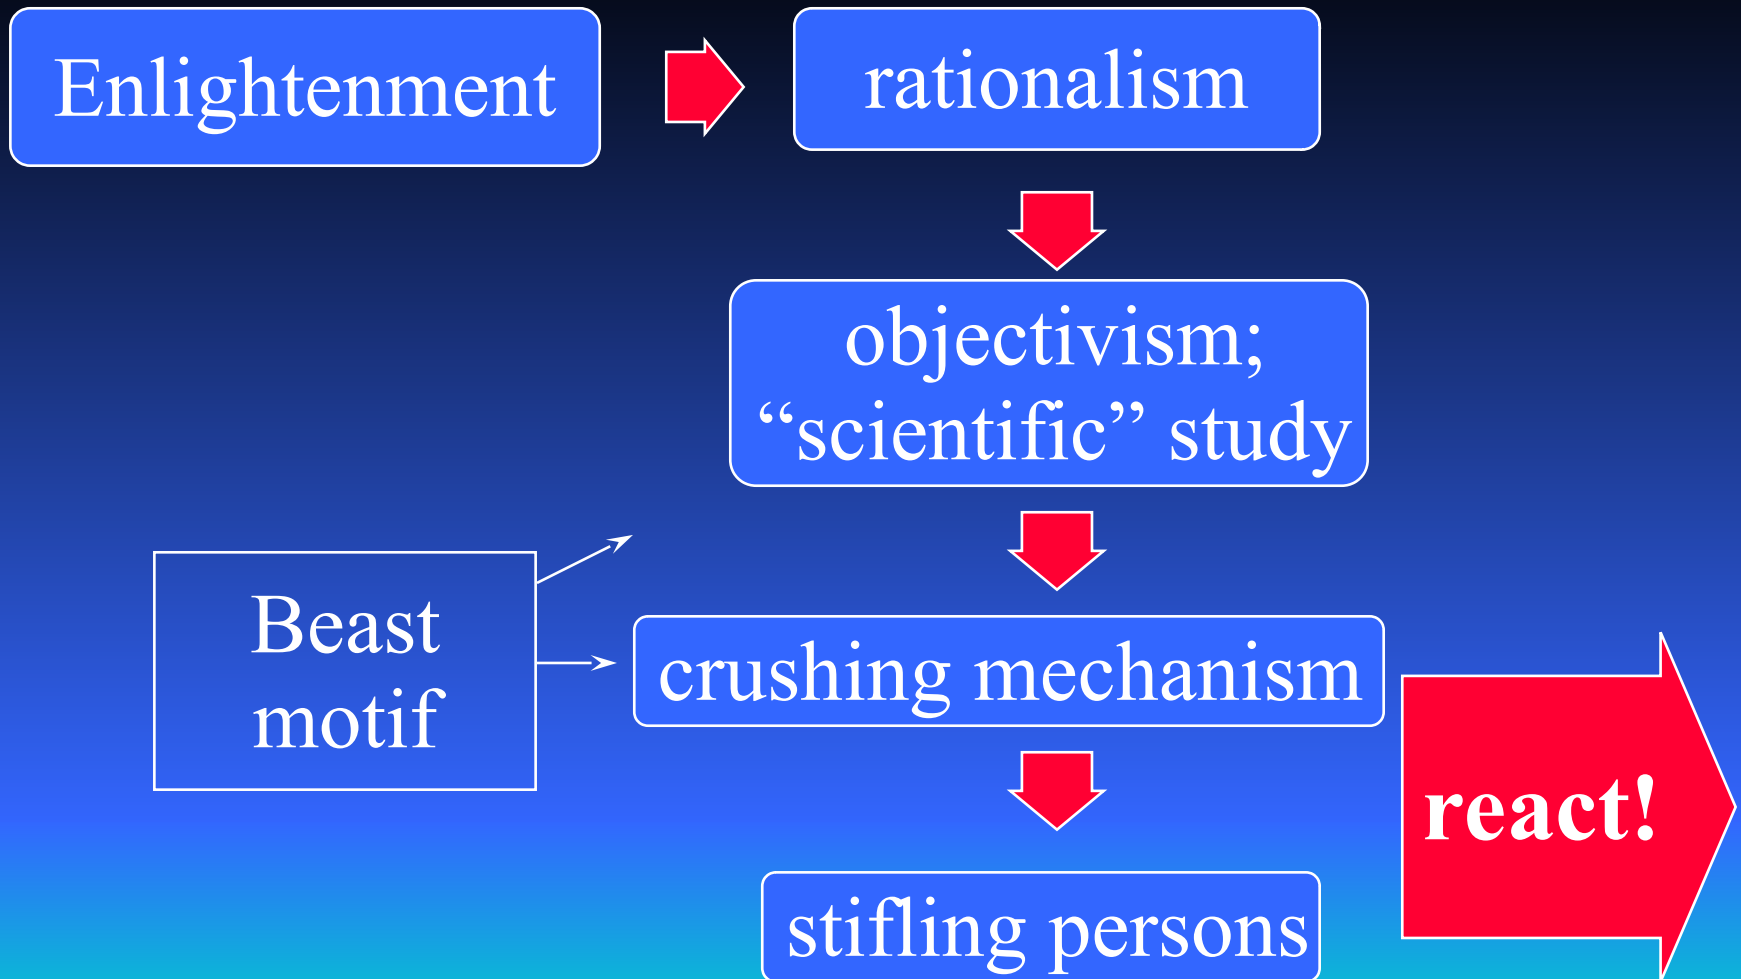 Enlightenment
rationalism
objectivism;
“scientific” study
Beast
motif
crushing mechanism
react!
stifling persons